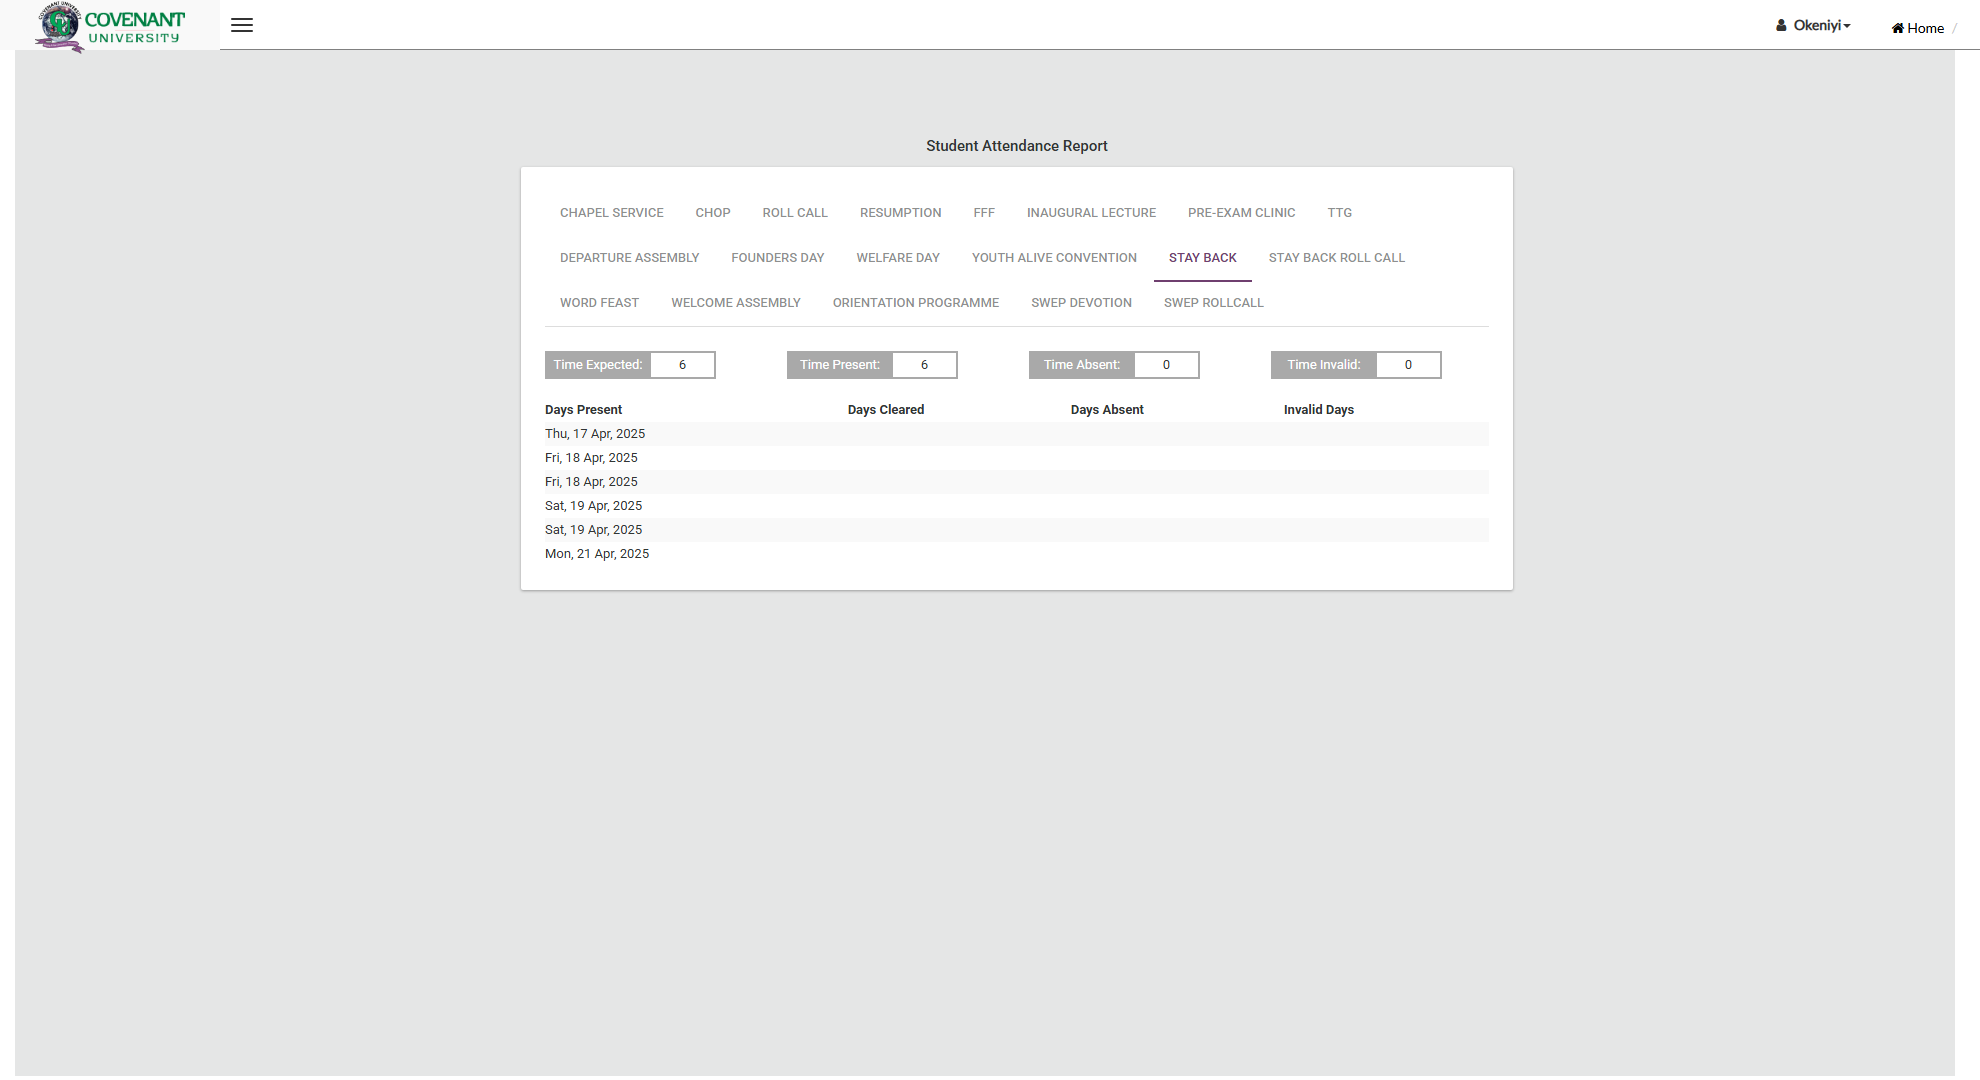 COVENANT
UNIVERSITY
Okeniyi
Home /
Student Attendance Report
CHAPEL SERVICE CHOP ROLL CALL RESUMPTION FFF INAUGURAL LECTURE PRE-EXAM CLINIC TTG
DEPARTURE ASSEMBLY FOUNDERS DAY WELFARE DAY YOUTH ALIVE CONVENTION STAY BACK STAY BACK ROLL CALL
WORD FEAST WELCOME ASSEMBLY ORIENTATION PROGRAMME SWEP DEVOTION SWEP ROLLCALL
Time Expected: 6 Time Present: 6 Time Absent: 0 Time Invalid: 0
Days Present Days Cleared Days Absent Invalid Days
Thu, 17 Apr, 2025
Fri, 18 Apr, 2025
Fri, 18 Apr, 2025
Sat, 19 Apr, 2025
Sat, 19 Apr, 2025
Mon, 21 Apr, 2025